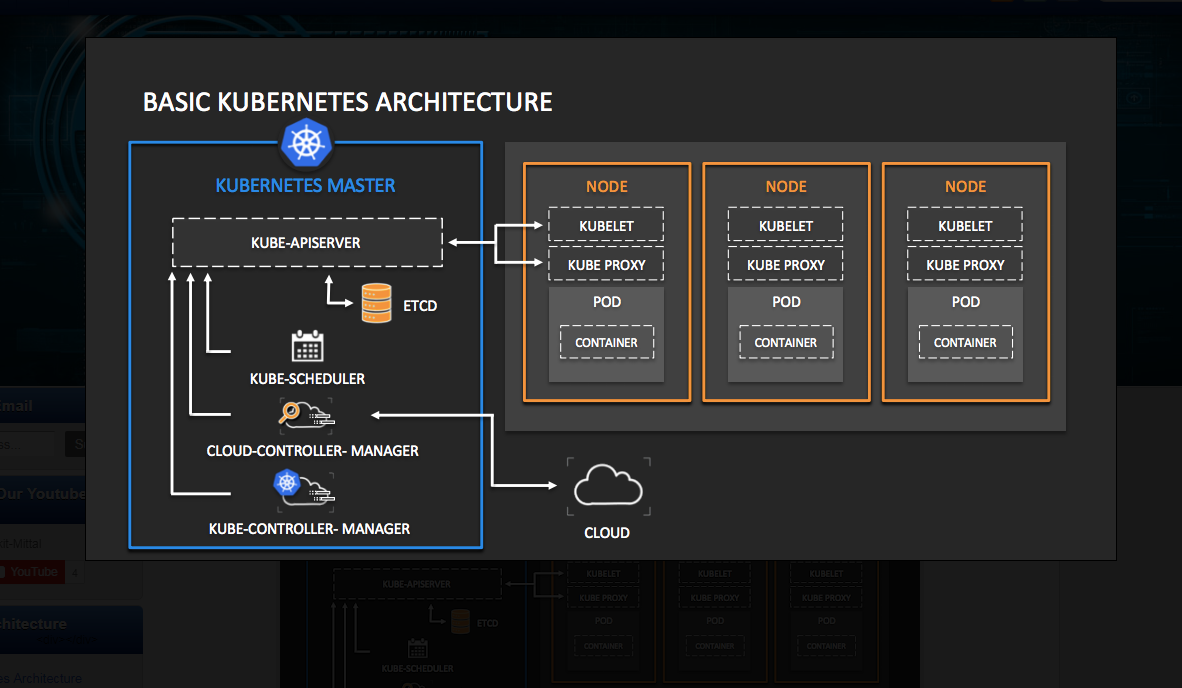 BASIC KUBERNETES ARCHITECTURE
KUBERNETES MASTER
KUBE-APISERVER
ETCD
KUBE-SCHEDULER
CLOUD-CONTROLLER- MANAGER
KUBE-CONTROLLER- MANAGER
NODE
KUBELET
KUBE PROXY
POD
CONTAINER
NODE
KUBELET
KUBE PROXY
POD
CONTAINER
NODE
KUBELET
KUBE PROXY
POD
CONTAINER
CLOUD
Email
Our Youtube
YouTube
4
KUBE-APISERVER
ETCD
KUBE-SCHEDULER
KUBELET
KUBE PROXY
POD
CONTAINER
KUBELET
KUBE PROXY
POD
CONTAINER
KUBELET
KUBE PROXY
POD
CONTAINER
Architecture